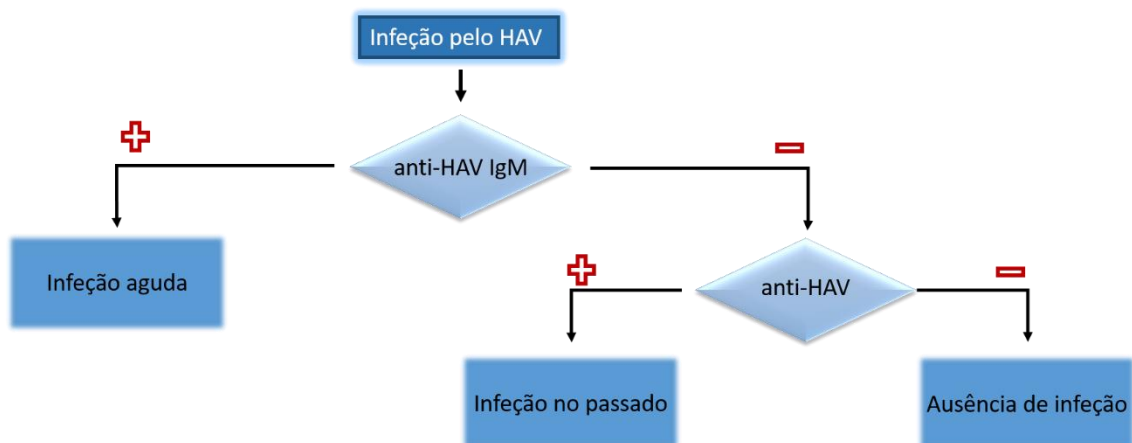 Infeção pelo HAV
anti-HAV IgM
Infeção aguda
anti-HAV
Infeção no passado
Ausência de infeção